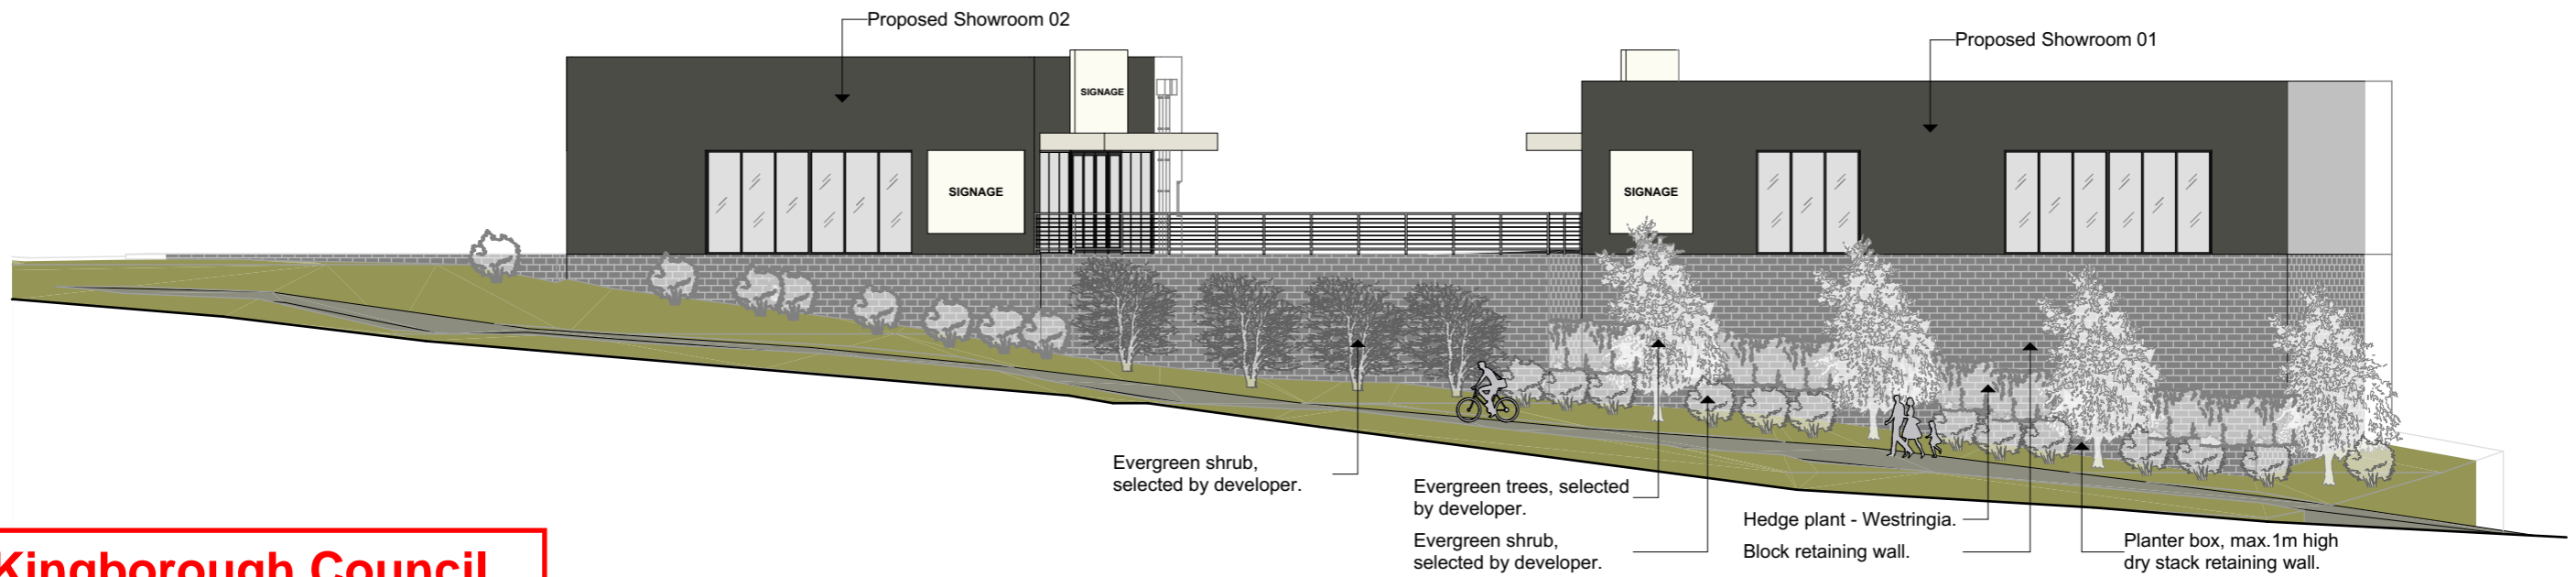 Proposed Showroom 02
Proposed Showroom 01
SIGNAGE
SIGNAGE
SIGNAGE
Evergreen shrub,
selected by developer.
Evergreen trees, selected
by developer.
Evergreen shrub,
selected by developer.
Hedge plant - Westringia.
Block retaining wall.
Planter box, max.1m high
dry stack retaining wall.
Kingborough Council